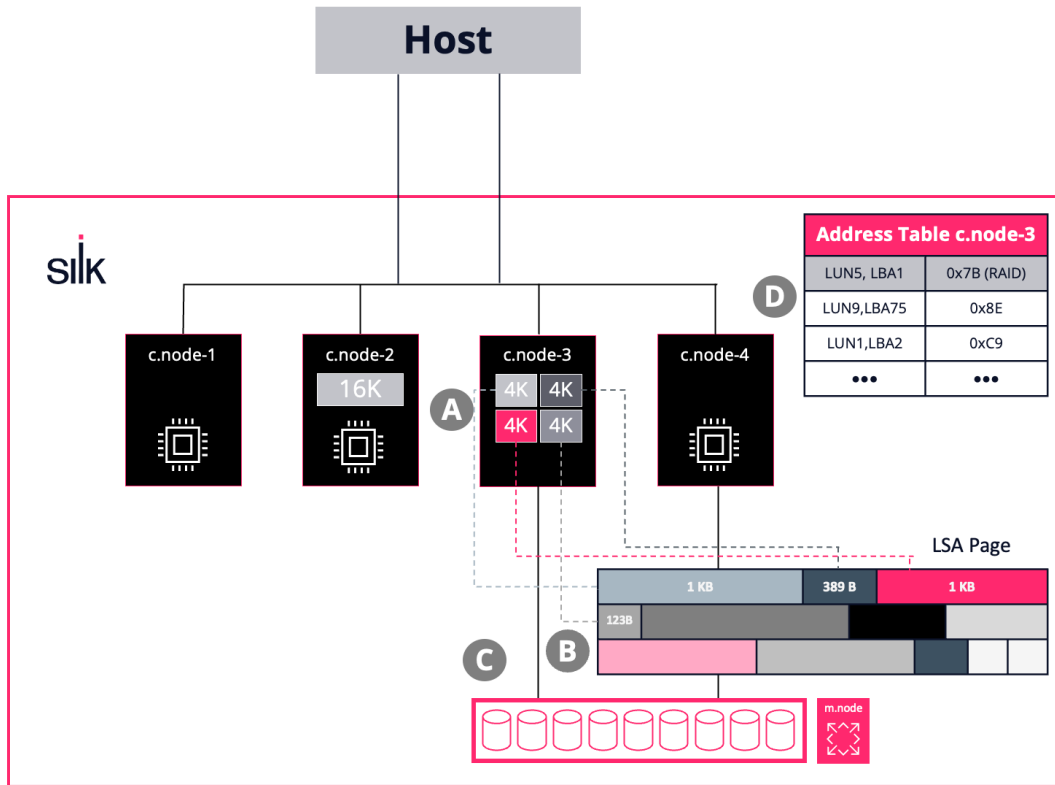 Host
silk
Address Table c.node-3
LUN5, LBA1 0x7B (RAID)
D
LUN9,LBA75 0x8E
LUN1,LBA2 0xC9
••• •••
c.node-1
c.node-2
c.node-3
c.node-4
16K
4K 4K
A
4K 4K
LSA Page
1 KB 389 B 1 KB
123B
B
C
m.node